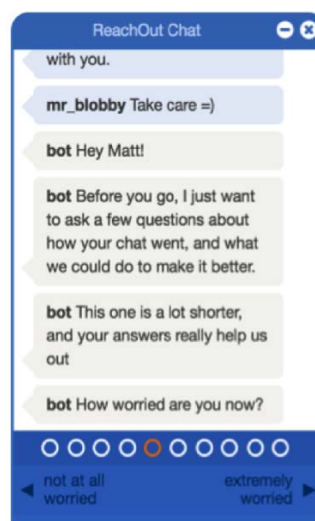 ReachOut Chat
with you.
mr_blobby Take care =)
bot Hey Matt!
bot Before you go, I just want
to ask a few questions about
how your chat went, and what
we could do to make it better.
bot This one is a lot shorter,
and your answers really help us
out
bot How worried are you now?
not at all
worried
extremely
worried